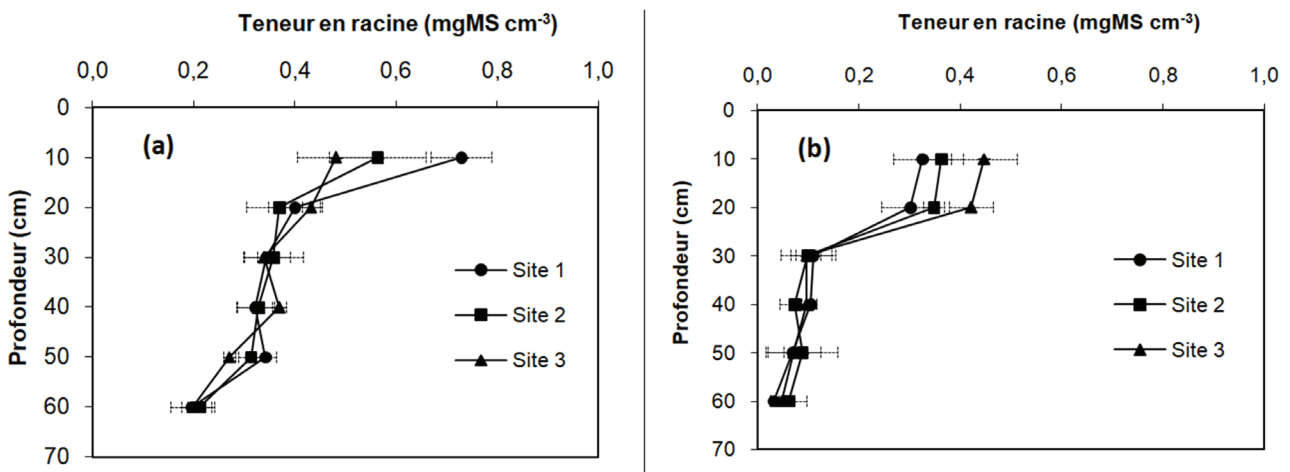 Teneur en racine (mgMS cm⁻³)
0,0 0,2 0,4 0,6 0,8 1,0
Profondeur (cm)
0
10
20
30
40
50
60
70
(a)
Site 1
Site 2
Site 3
Teneur en racine (mgMS cm⁻³)
0,0 0,2 0,4 0,6 0,8 1,0
Profondeur (cm)
0
10
20
30
40
50
60
70
(b)
Site 1
Site 2
Site 3